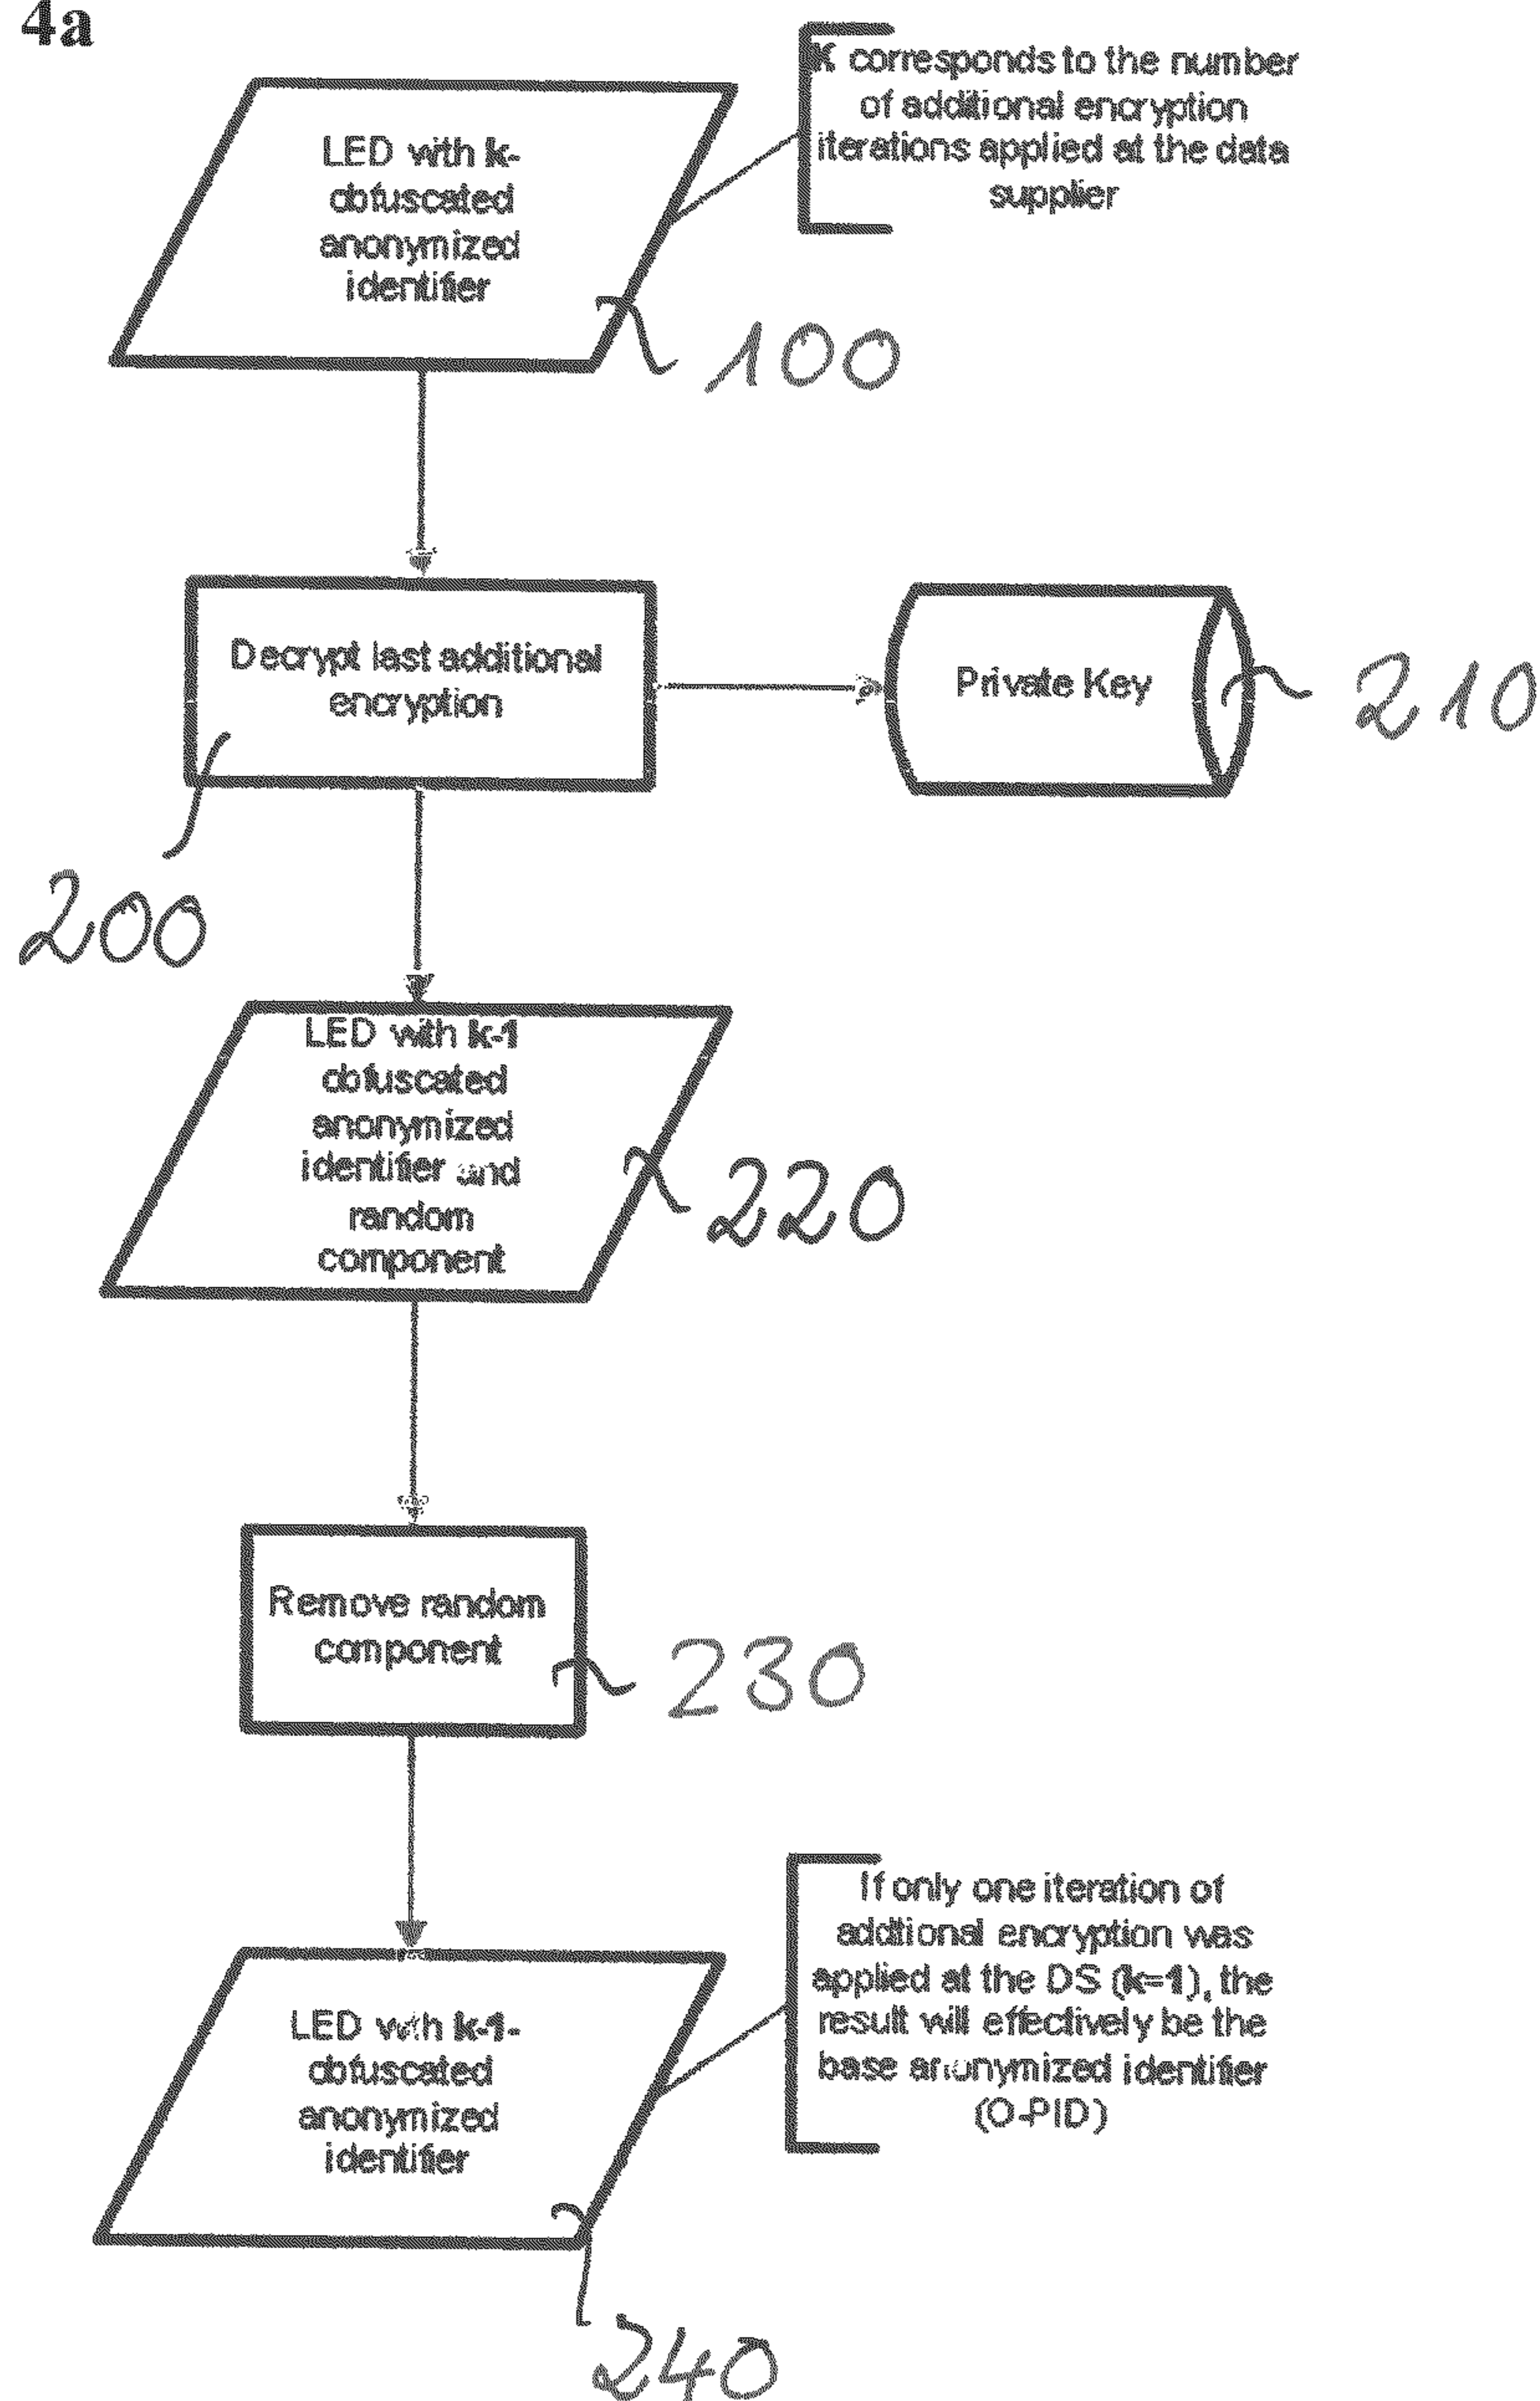 4a
LED with k-
obfuscated
anonymized
identifier
K corresponds to the number
of additional encryption
iterations applied at the data
supplier
100
Decrypt last additional
encryption
Private Key
210
200
LED with k-1
obfuscated
anonymized
identifier and
random
component
220
Remove random
component
230
LED with k-1-
obfuscated
anonymized
identifier
If only one iteration of
addtional encryption was
applied at the DS (k=1), the
result will effectively be the
base anonymized identifier
(O-PID)
240